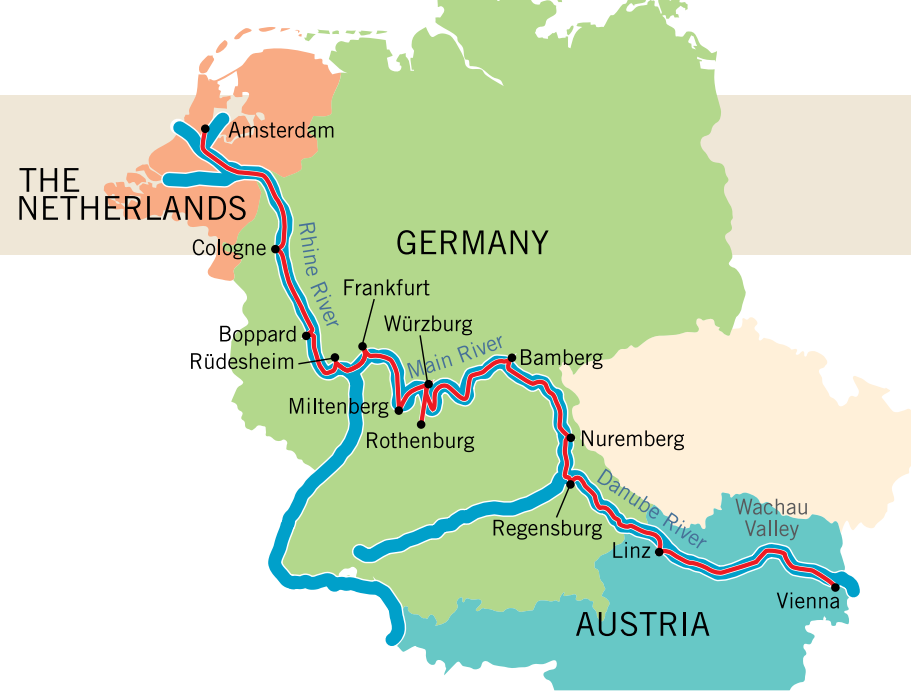 Amsterdam
THE
NETHERLANDS
Cologne
Rhine River
GERMANY
Frankfurt
Würzburg
Boppard
Rüdesheim
Main River
Bamberg
Miltenberg
Rothenburg
Nuremberg
Regensburg
Danube River
Wachau
Valley
Linz
Vienna
AUSTRIA